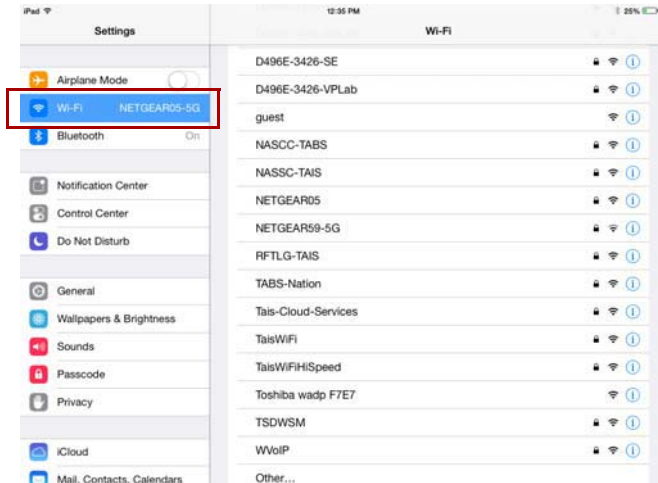 iPad
12:35 PM
25%
Settings
Wi-Fi
Airplane Mode
Wi-Fi NETGEAR05-5G
Bluetooth On
Notification Center
Control Center
Do Not Disturb
General
Wallpapers & Brightness
Sounds
Passcode
Privacy
iCloud
Mail, Contacts, Calendars
D496E-3426-SE
D496E-3426-VPLab
guest
NASCC-TABS
NASSC-TAIS
NETGEAR05
NETGEAR59-5G
RFTLG-TAIS
TABS-Nation
Tais-Cloud-Services
TaisWiFi
TaisWiFiHiSpeed
Toshiba wadp F7E7
TSDWSM
WVoIP
Other...